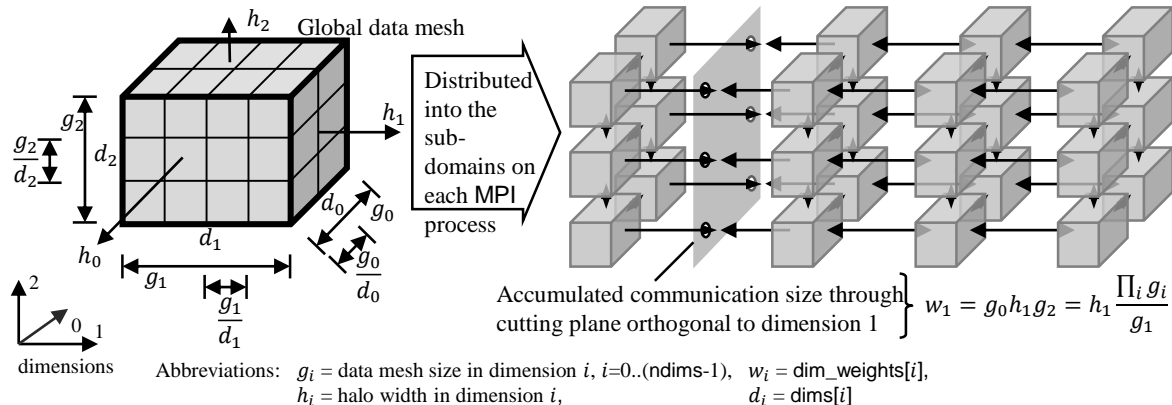 h₂
Global data mesh
h₁
g₂
d₂
g₂/d₂
d₀
g₀
g₀/d₀
h₀
d₁
g₁
g₁/d₁
2
0
1
dimensions
Distributed
into the
sub-
domains on
each MPI
process
Accumulated communication size through
cutting plane orthogonal to dimension 1
w₁ = g₀h₁g₂ = h₁ ∏ᵢ gᵢ / g₁
Abbreviations: gᵢ = data mesh size in dimension i, i=0..(ndims-1), wᵢ = dim_weights[i],
hᵢ = halo width in dimension i, dᵢ = dims[i]